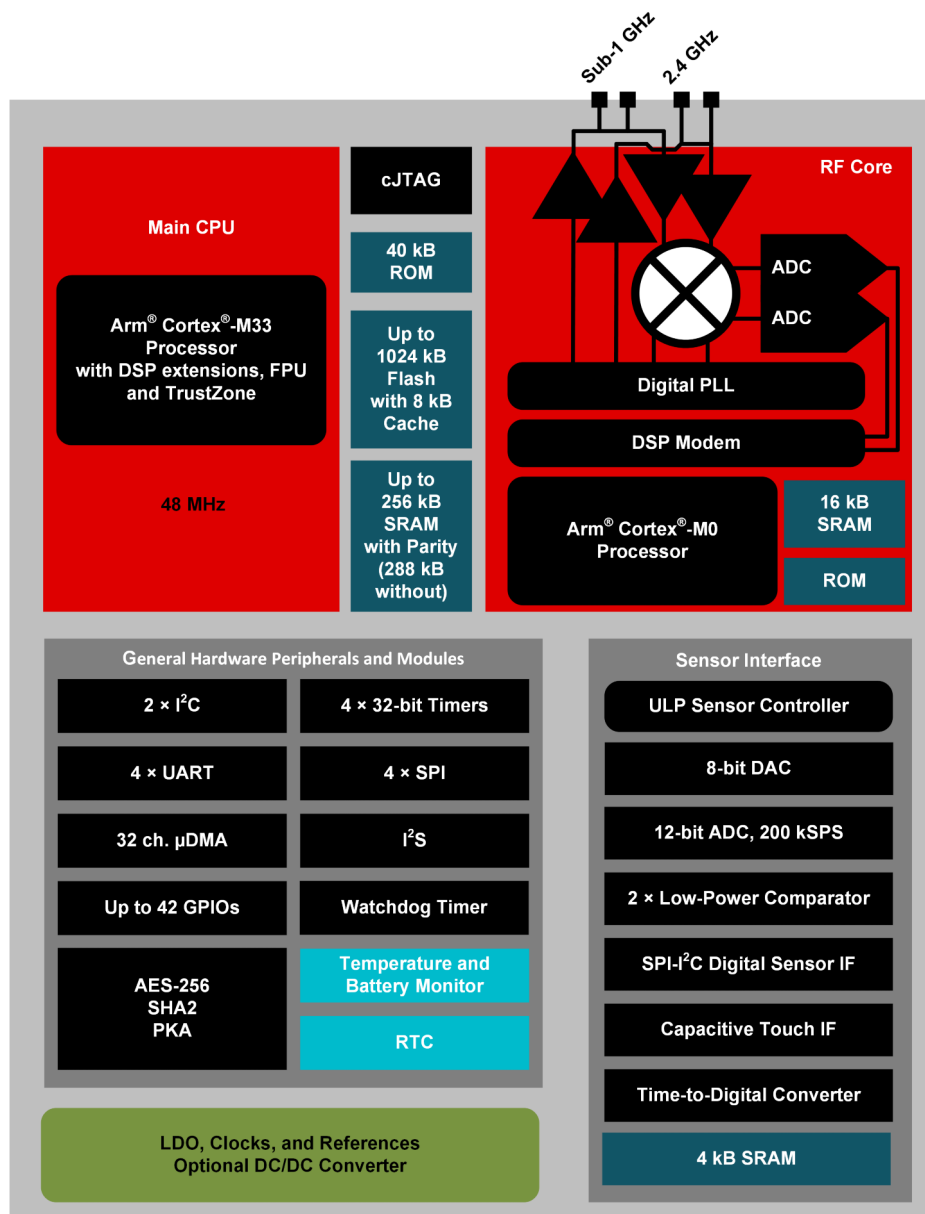 Sub-1 GHz
2.4 GHz
Main CPU
Arm® Cortex®-M33
Processor
with DSP extensions, FPU
and TrustZone
48 MHz
cJTAG
40 kB
ROM
Up to
1024 kB
Flash
with 8 kB
Cache
Up to
256 kB
SRAM
with Parity
(288 kB
without)
RF Core
ADC
ADC
Digital PLL
DSP Modem
Arm® Cortex®-M0
Processor
16 kB
SRAM
ROM
General Hardware Peripherals and Modules
2 × I²C
4 × 32-bit Timers
4 × UART
4 × SPI
32 ch. µDMA
I²S
Up to 42 GPIOs
Watchdog Timer
AES-256
SHA2
PKA
Temperature and
Battery Monitor
RTC
LDO, Clocks, and References
Optional DC/DC Converter
Sensor Interface
ULP Sensor Controller
8-bit DAC
12-bit ADC, 200 kSPS
2 × Low-Power Comparator
SPI-I²C Digital Sensor IF
Capacitive Touch IF
Time-to-Digital Converter
4 kB SRAM